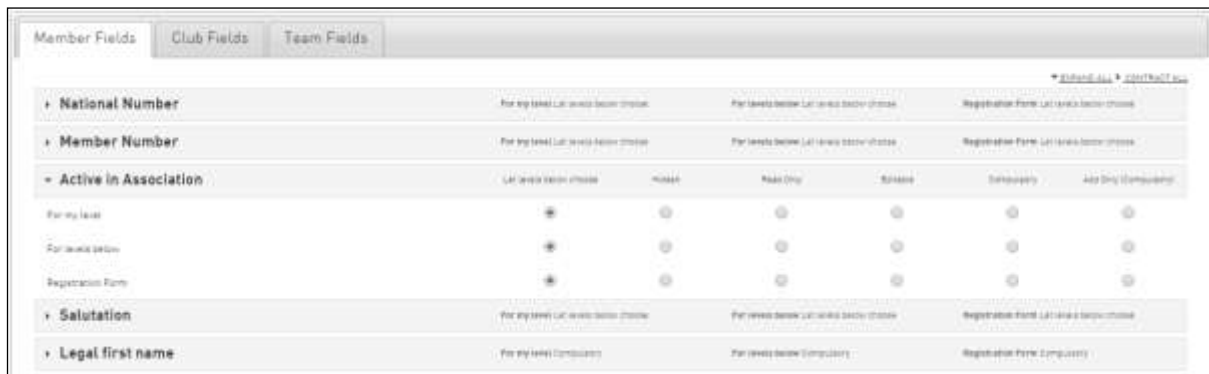 Member Fields Club Fields Team Fields
EXPAND ALL CONTRACT ALL
National Number For my level Let levels below choose For levels below Let levels below choose Registration Form Let levels below choose
Member Number For my level Let levels below choose For levels below Let levels below choose Registration Form Let levels below choose
Active in Association Let levels below choose Hidden Read Only Editable Compulsory Add Only (Compulsory)
For my level
For levels below
Registration Form
Salutation For my level Let levels below choose For levels below Let levels below choose Registration Form Let levels below choose
Legal first name For my level Compulsory For levels below Compulsory Registration Form Compulsory